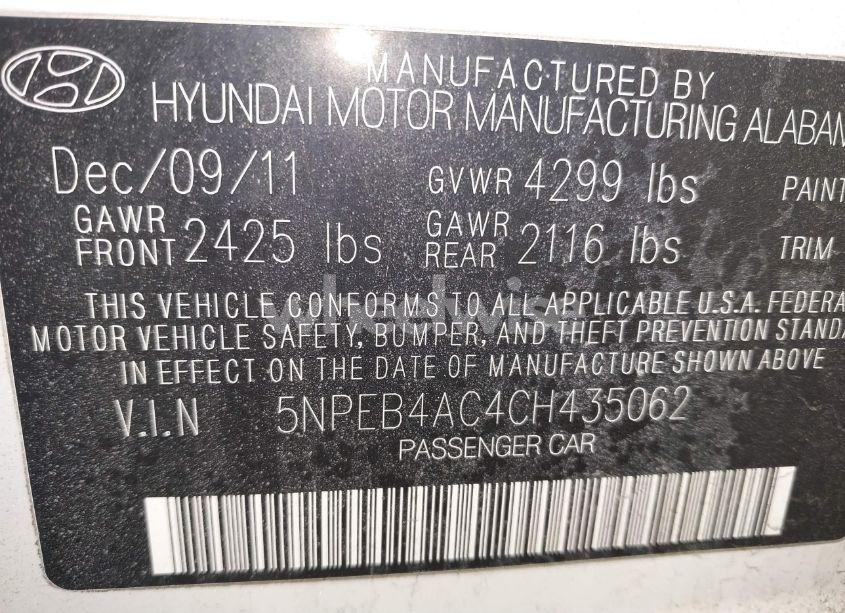 MANUFACTURED BY
HYUNDAI MOTOR MANUFACTURING ALABAM
Dec/09/11 GVWR 4299 lbs PAINT
GAWR FRONT 2425 lbs GAWR REAR 2116 lbs TRIM
THIS VEHICLE CONFORMS TO ALL APPLICABLE U.S.A. FEDERA
MOTOR VEHICLE SAFETY, BUMPER, AND THEFT PREVENTION STANDA
IN EFFECT ON THE DATE OF MANUFACTURE SHOWN ABOVE
V.I.N 5NPEB4AC4CH435062
PASSENGER CAR